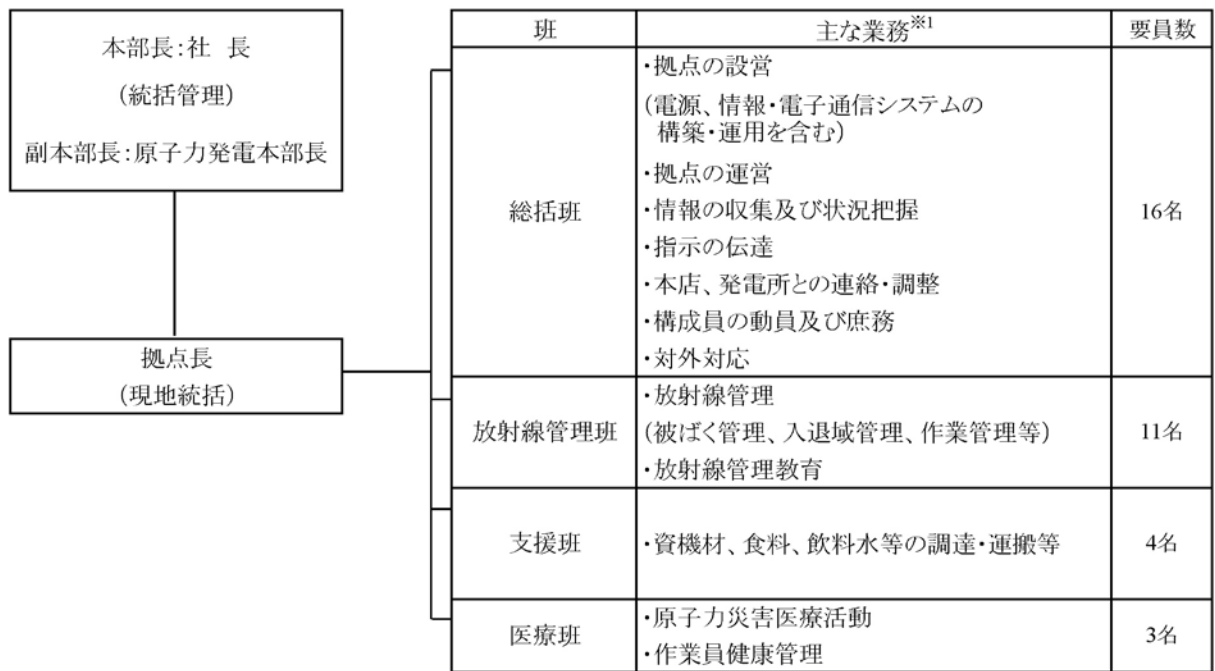 本部長:社　長
(統括管理)
副本部長:原子力発電本部長
拠点長
(現地統括)
班
主な業務※1
要員数
総括班
・拠点の設営
(電源、情報・電子通信システムの
構築・運用を含む)
・拠点の運営
・情報の収集及び状況把握
・指示の伝達
・本店、発電所との連絡・調整
・構成員の動員及び庶務
・対外対応
16名
放射線管理班
・放射線管理
(被ばく管理、入退域管理、作業管理等)
・放射線管理教育
11名
支援班
・資機材、食料、飲料水等の調達・運搬等
4名
医療班
・原子力災害医療活動
・作業員健康管理
3名